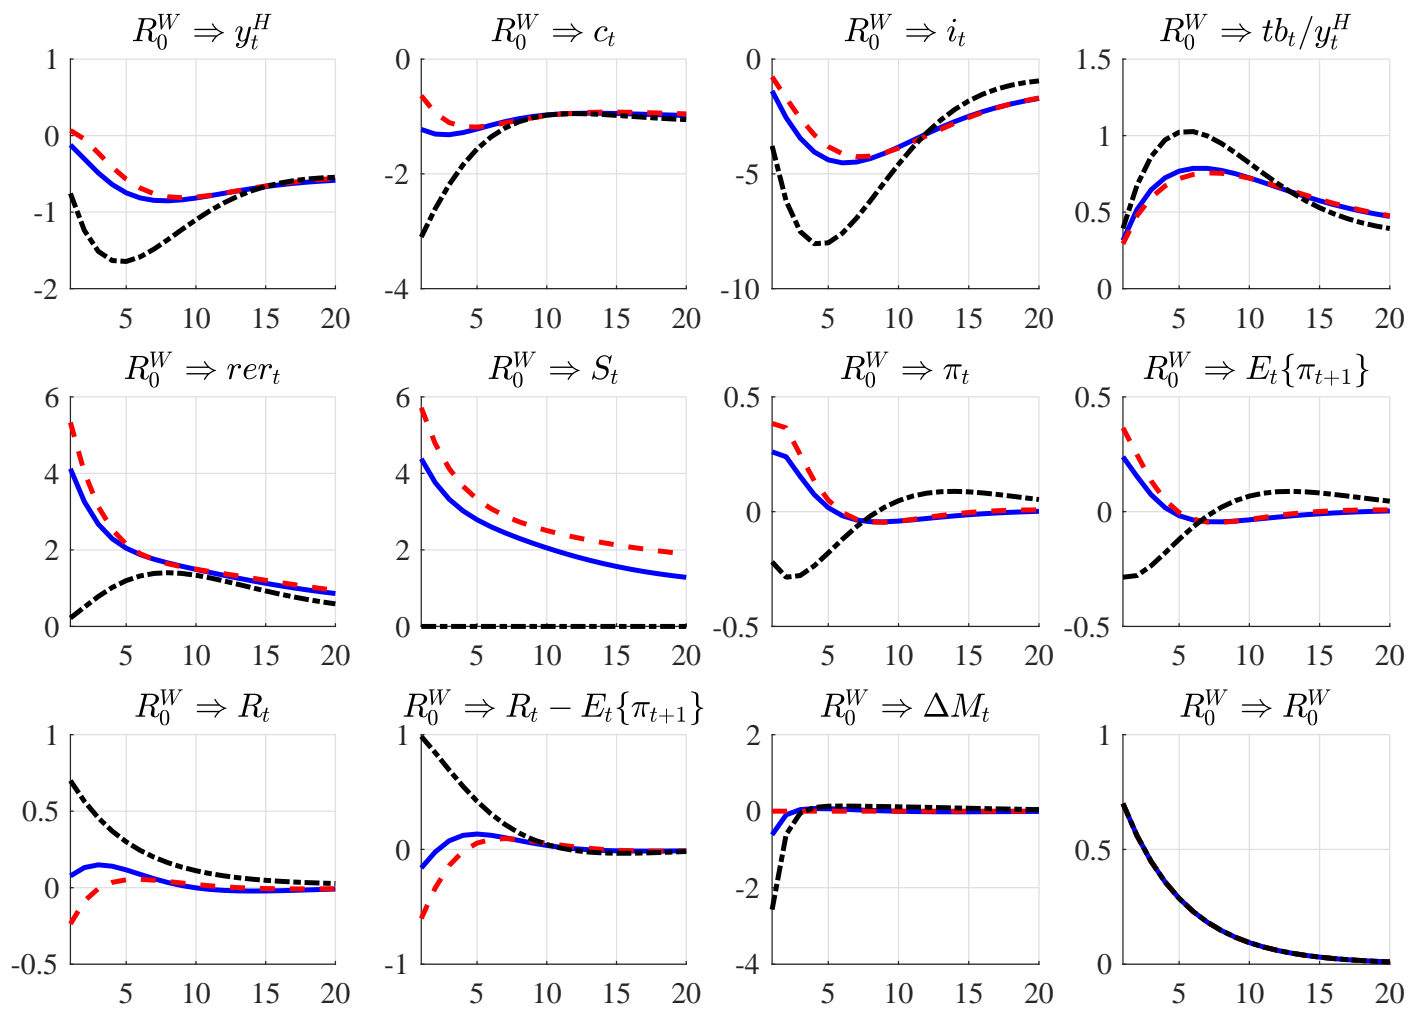 R_0^W ⇒ y_t^H
1
0
-1
-2
5 10 15 20
R_0^W ⇒ c_t
0
-2
-4
5 10 15 20
R_0^W ⇒ i_t
0
-5
-10
5 10 15 20
R_0^W ⇒ tb_t/y_t^H
1.5
1
0.5
0
5 10 15 20
R_0^W ⇒ rer_t
6
4
2
0
5 10 15 20
R_0^W ⇒ S_t
6
4
2
0
5 10 15 20
R_0^W ⇒ π_t
0.5
0
-0.5
5 10 15 20
R_0^W ⇒ E_t{π_{t+1}}
0.5
0
-0.5
5 10 15 20
R_0^W ⇒ R_t
1
0.5
0
-0.5
5 10 15 20
R_0^W ⇒ R_t − E_t{π_{t+1}}
1
0
-1
5 10 15 20
R_0^W ⇒ ΔM_t
2
0
-2
-4
5 10 15 20
R_0^W ⇒ R_0^W
1
0.5
0
5 10 15 20